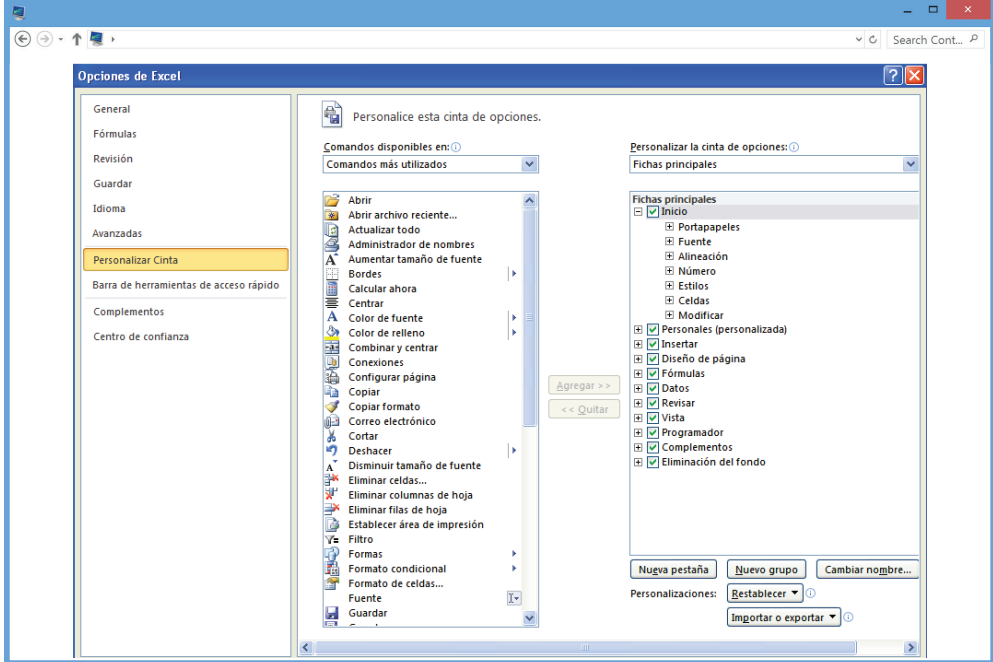 Search Cont...
Opciones de Excel
General
Fórmulas
Revisión
Guardar
Idioma
Avanzadas
Personalizar Cinta
Barra de herramientas de acceso rápido
Complementos
Centro de confianza
Personalice esta cinta de opciones.
Comandos disponibles en:
Comandos más utilizados
Abrir
Abrir archivo reciente...
Actualizar todo
Administrador de nombres
Aumentar tamaño de fuente
Bordes
Calcular ahora
Centrar
Color de fuente
Color de relleno
Combinar y centrar
Conexiones
Configurar página
Copiar
Copiar formato
Correo electrónico
Cortar
Deshacer
Disminuir tamaño de fuente
Eliminar celdas...
Eliminar columnas de hoja
Eliminar filas de hoja
Establecer área de impresión
Filtro
Formas
Formato condicional
Formato de celdas...
Fuente
Guardar
Agregar >>
<< Quitar
Personalizar la cinta de opciones:
Fichas principales
Fichas principales
Inicio
Portapapeles
Fuente
Alineación
Número
Estilos
Celdas
Modificar
Personales (personalizada)
Insertar
Diseño de página
Fórmulas
Datos
Revisar
Vista
Programador
Complementos
Eliminación del fondo
Nueva pestaña
Nuevo grupo
Cambiar nombre...
Personalizaciones:
Restablecer
Importar o exportar